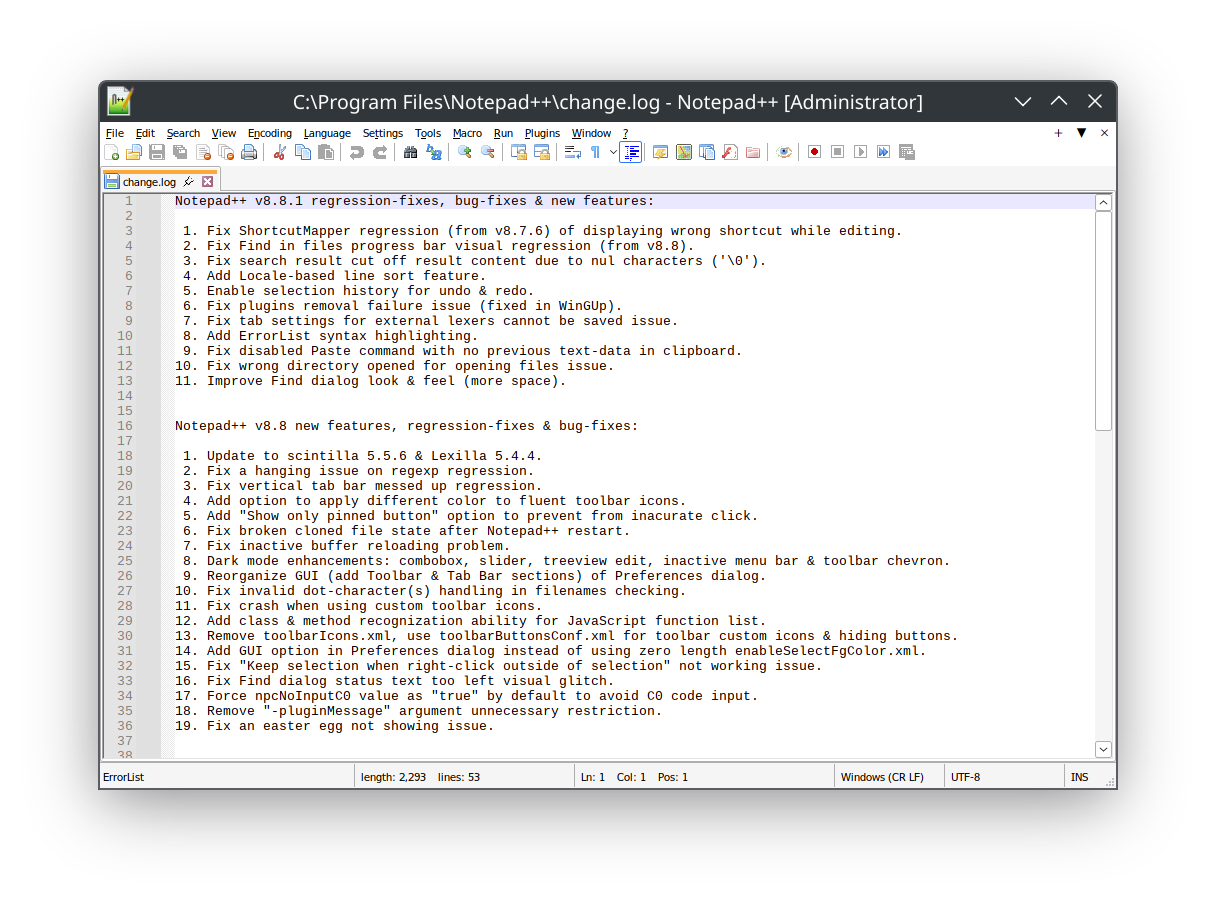 C:\Program Files\Notepad++\change.log - Notepad++ [Administrator]
File Edit Search View Encoding Language Settings Tools Macro Run Plugins Window ? + ▼ ×
change.log
1 Notepad++ v8.8.1 regression-fixes, bug-fixes & new features:
2
3 1. Fix ShortcutMapper regression (from v8.7.6) of displaying wrong shortcut while editing.
4 2. Fix Find in files progress bar visual regression (from v8.8).
5 3. Fix search result cut off result content due to nul characters ('\0').
6 4. Add Locale-based line sort feature.
7 5. Enable selection history for undo & redo.
8 6. Fix plugins removal failure issue (fixed in WinGUp).
9 7. Fix tab settings for external lexers cannot be saved issue.
10 8. Add ErrorList syntax highlighting.
11 9. Fix disabled Paste command with no previous text-data in clipboard.
12 10. Fix wrong directory opened for opening files issue.
13 11. Improve Find dialog look & feel (more space).
14
15
16 Notepad++ v8.8 new features, regression-fixes & bug-fixes:
17
18 1. Update to scintilla 5.5.6 & Lexilla 5.4.4.
19 2. Fix a hanging issue on regexp regression.
20 3. Fix vertical tab bar messed up regression.
21 4. Add option to apply different color to fluent toolbar icons.
22 5. Add "Show only pinned button" option to prevent from inacurate click.
23 6. Fix broken cloned file state after Notepad++ restart.
24 7. Fix inactive buffer reloading problem.
25 8. Dark mode enhancements: combobox, slider, treeview edit, inactive menu bar & toolbar chevron.
26 9. Reorganize GUI (add Toolbar & Tab Bar sections) of Preferences dialog.
27 10. Fix invalid dot-character(s) handling in filenames checking.
28 11. Fix crash when using custom toolbar icons.
29 12. Add class & method recognization ability for JavaScript function list.
30 13. Remove toolbarIcons.xml, use toolbarButtonsConf.xml for toolbar custom icons & hiding buttons.
31 14. Add GUI option in Preferences dialog instead of using zero length enableSelectFgColor.xml.
32 15. Fix "Keep selection when right-click outside of selection" not working issue.
33 16. Fix Find dialog status text too left visual glitch.
34 17. Force npcNoInputC0 value as "true" by default to avoid C0 code input.
35 18. Remove "-pluginMessage" argument unnecessary restriction.
36 19. Fix an easter egg not showing issue.
37
38
ErrorList length: 2,293 lines: 53 Ln: 1 Col: 1 Pos: 1 Windows (CR LF) UTF-8 INS